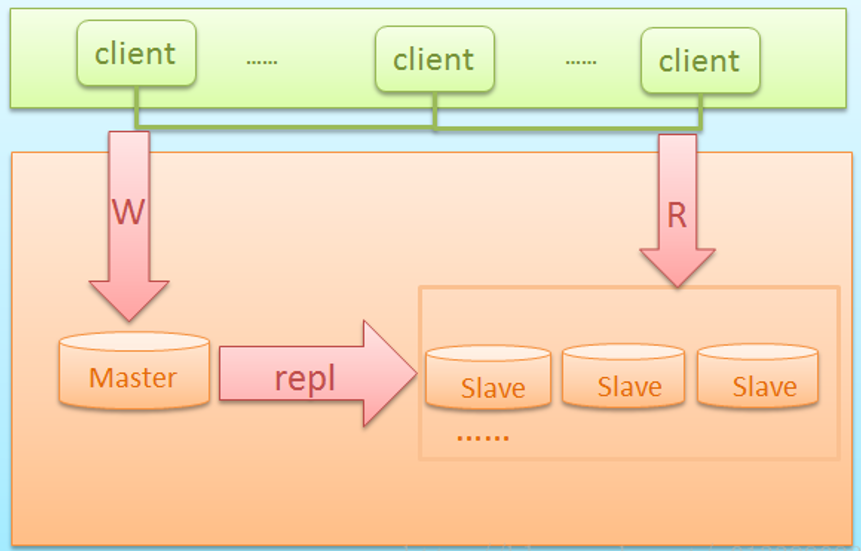 client ...... client ...... client
W
R
Master
repl
Slave Slave Slave
......